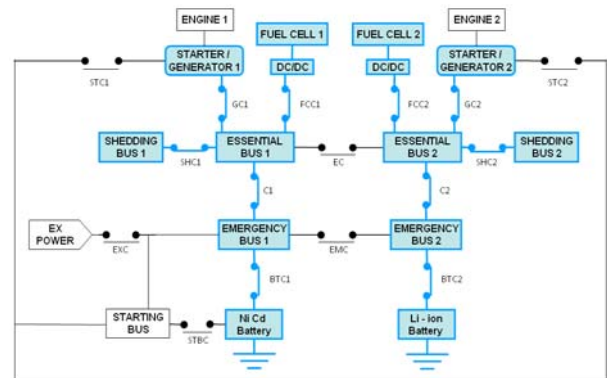 ENGINE 1
ENGINE 2
FUEL CELL 1
FUEL CELL 2
STARTER /
GENERATOR 1
DC/DC
DC/DC
STARTER /
GENERATOR 2
STC1
STC2
GC1
FCC1
FCC2
GC2
SHEDDING
BUS 1
SHC1
ESSENTIAL
BUS 1
EC
ESSENTIAL
BUS 2
SHC2
SHEDDING
BUS 2
C1
C2
EX
POWER
EXC
EMERGENCY
BUS 1
EMC
EMERGENCY
BUS 2
BTC1
BTC2
STARTING
BUS
STBC
Ni Cd
Battery
Li - ion
Battery